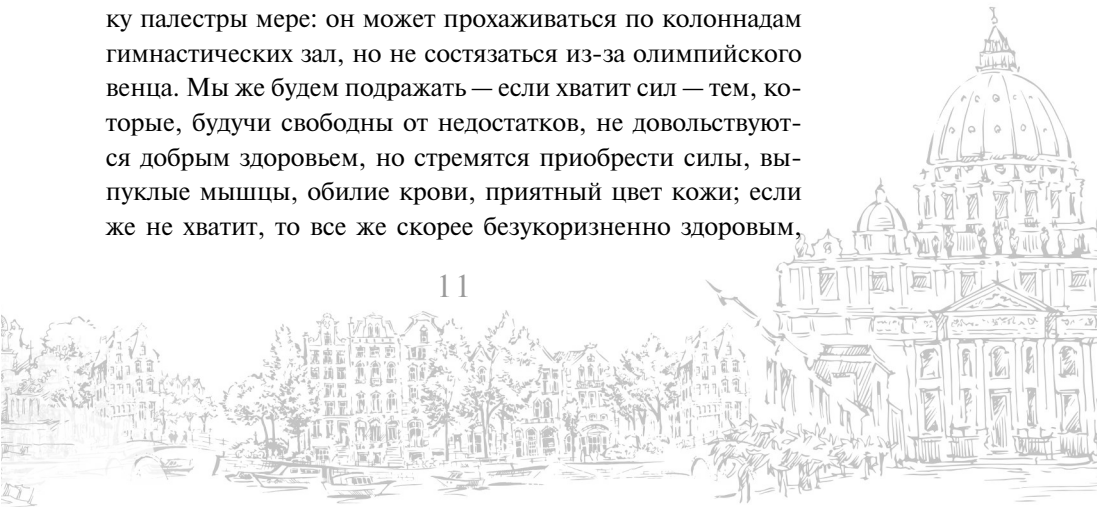 ку палестры мере: он может прохаживаться по колоннадам
гимнастических зал, но не состязаться из-за олимпийского
венца. Мы же будем подражать — если хватит сил — тем, ко-
торые, будучи свободны от недостатков, не довольствуют-
ся добрым здоровьем, но стремятся приобрести силы, вы-
пуклые мышцы, обилие крови, приятный цвет кожи; если
же не хватит, то все же скорее безукоризненно здоровым,
11